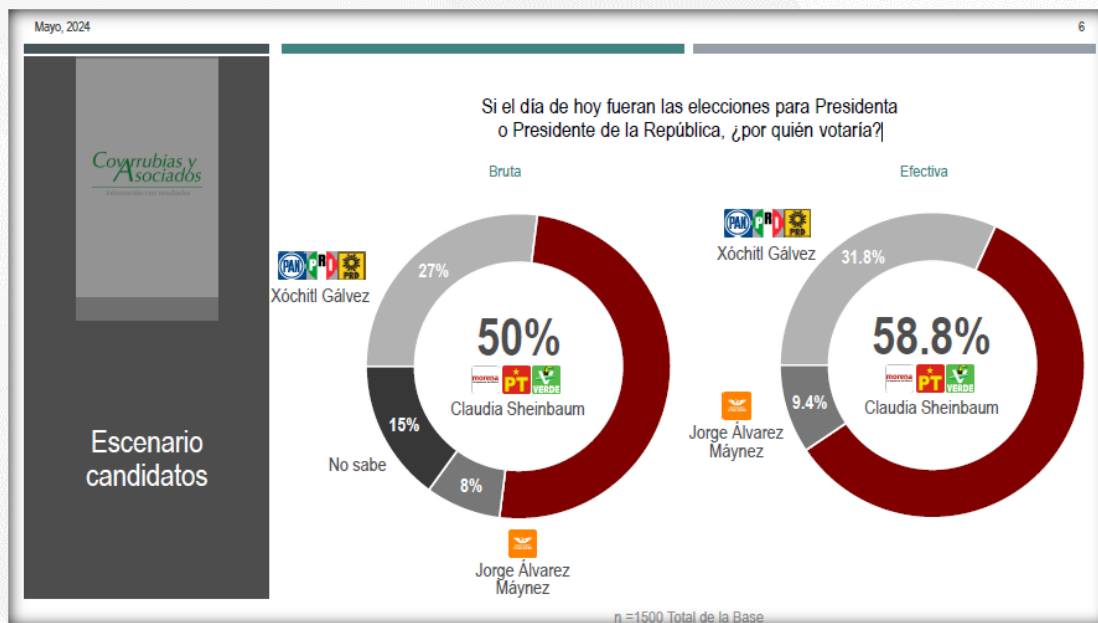 Mayo, 2024
6
Covarrubias y
Asociados
Escenario
candidatos
Si el día de hoy fueran las elecciones para Presidenta
o Presidente de la República, ¿por quién votaría?
Bruta
PAN PRI PRD
Xóchitl Gálvez
27%
50%
morena PT VERDE
Claudia Sheinbaum
15%
No sabe
8%
Jorge Álvarez
Máynez
Efectiva
PAN PRI PRD
Xóchitl Gálvez
31.8%
58.8%
morena PT VERDE
Claudia Sheinbaum
9.4%
Jorge Álvarez
Máynez
n =1500 Total de la Base